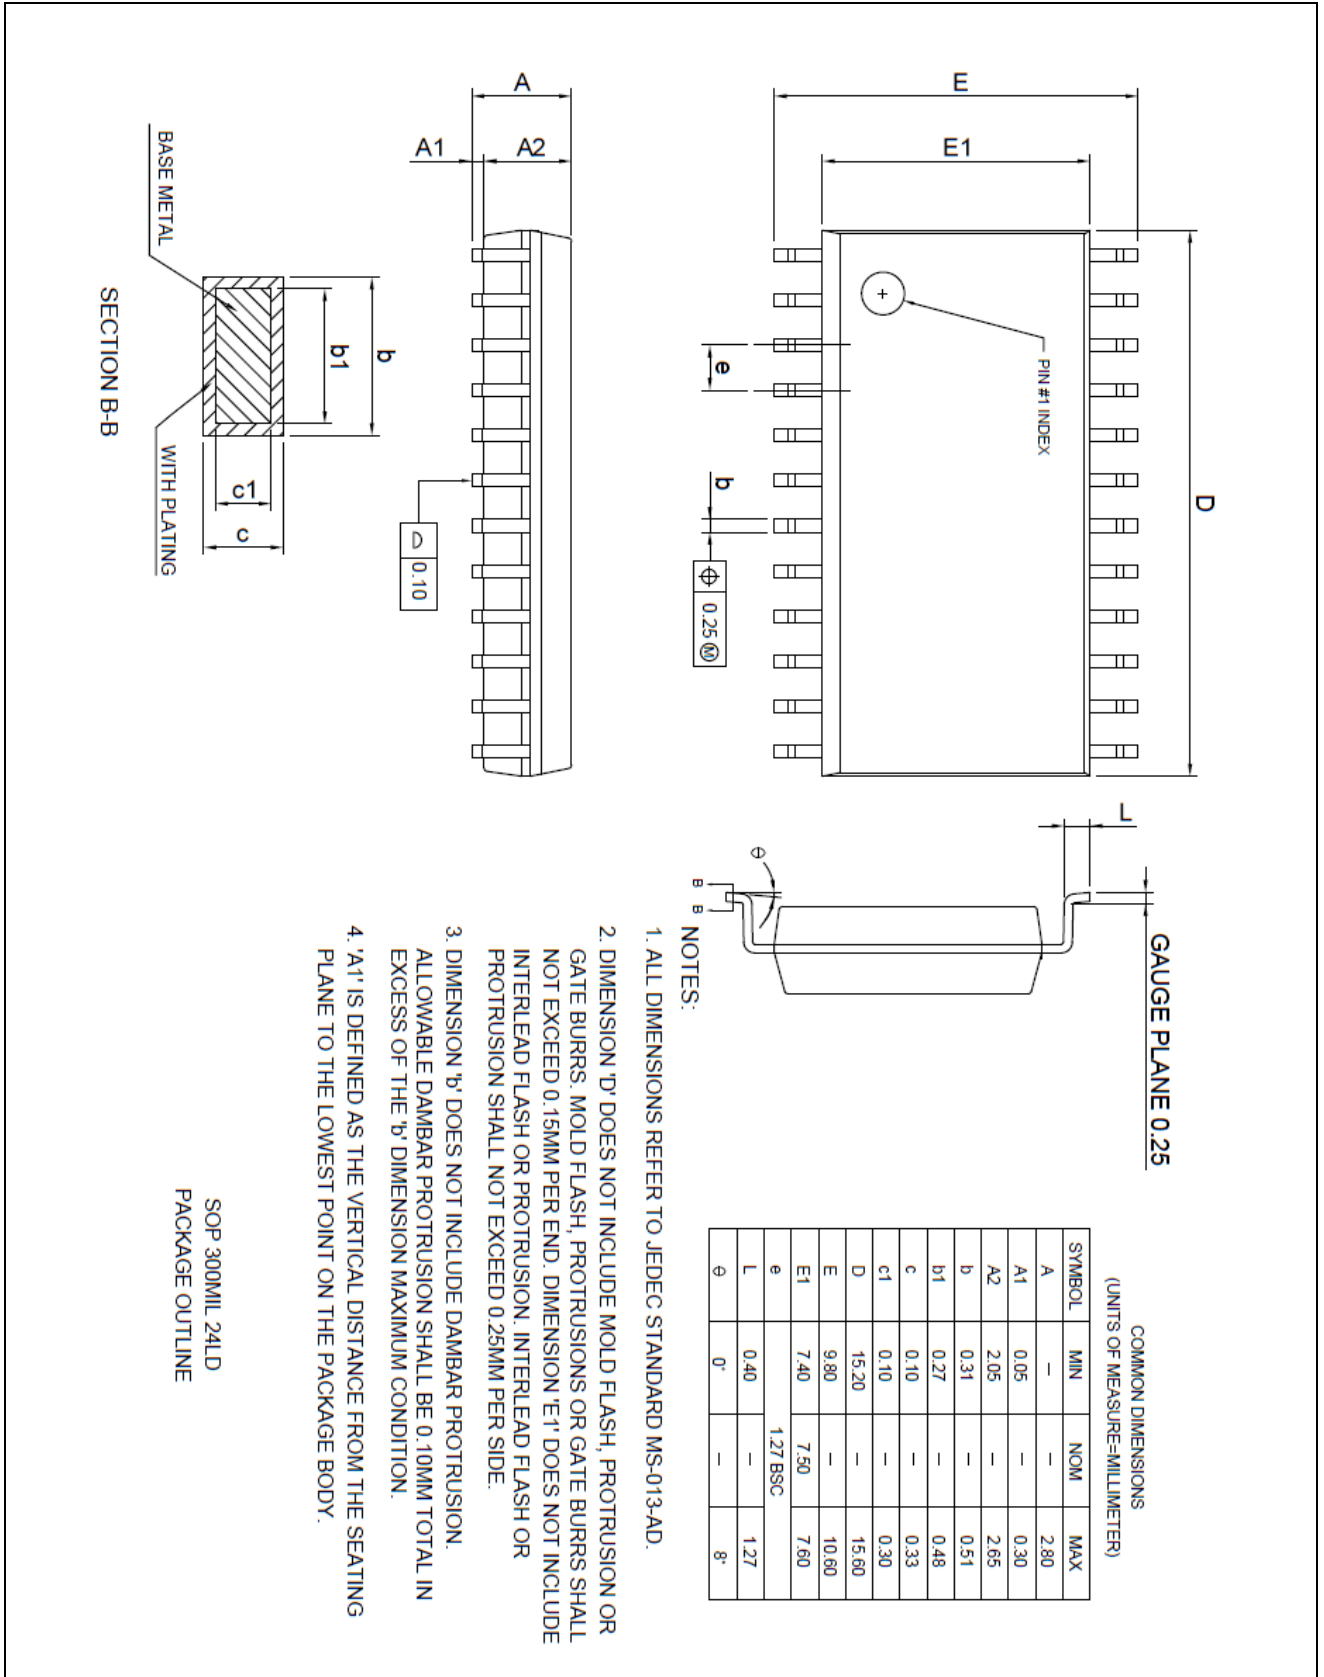 E
E1
D
PIN #1 INDEX
e
b
⌖ 0.25 Ⓜ
A
A1
A2
⌓ 0.10
BASE METAL
b
b1
c1
c
WITH PLATING
SECTION B-B
L
GAUGE PLANE 0.25
θ
B
B
COMMON DIMENSIONS
(UNITS OF MEASURE=MILLIMETER)
SYMBOL MIN NOM MAX
A – – 2.80
A1 0.05 – 0.30
A2 2.05 – 2.65
b 0.31 – 0.51
b1 0.27 – 0.48
c 0.10 – 0.33
c1 0.10 – 0.30
D 15.20 – 15.60
E 9.80 – 10.60
E1 7.40 7.50 7.60
e 1.27 BSC
L 0.40 – 1.27
θ 0° – 8°
NOTES:
1. ALL DIMENSIONS REFER TO JEDEC STANDARD MS-013-AD.
2. DIMENSION 'D' DOES NOT INCLUDE MOLD FLASH, PROTRUSION OR
GATE BURRS. MOLD FLASH, PROTRUSIONS OR GATE BURRS SHALL
NOT EXCEED 0.15MM PER END. DIMENSION 'E1' DOES NOT INCLUDE
INTERLEAD FLASH OR PROTRUSION. INTERLEAD FLASH OR
PROTRUSION SHALL NOT EXCEED 0.25MM PER SIDE.
3. DIMENSION 'b' DOES NOT INCLUDE DAMBAR PROTRUSION.
ALLOWABLE DAMBAR PROTRUSION SHALL BE 0.10MM TOTAL IN
EXCESS OF THE 'b' DIMENSION MAXIMUM CONDITION.
4. 'A1' IS DEFINED AS THE VERTICAL DISTANCE FROM THE SEATING
PLANE TO THE LOWEST POINT ON THE PACKAGE BODY.
SOP 300MIL 24LD
PACKAGE OUTLINE